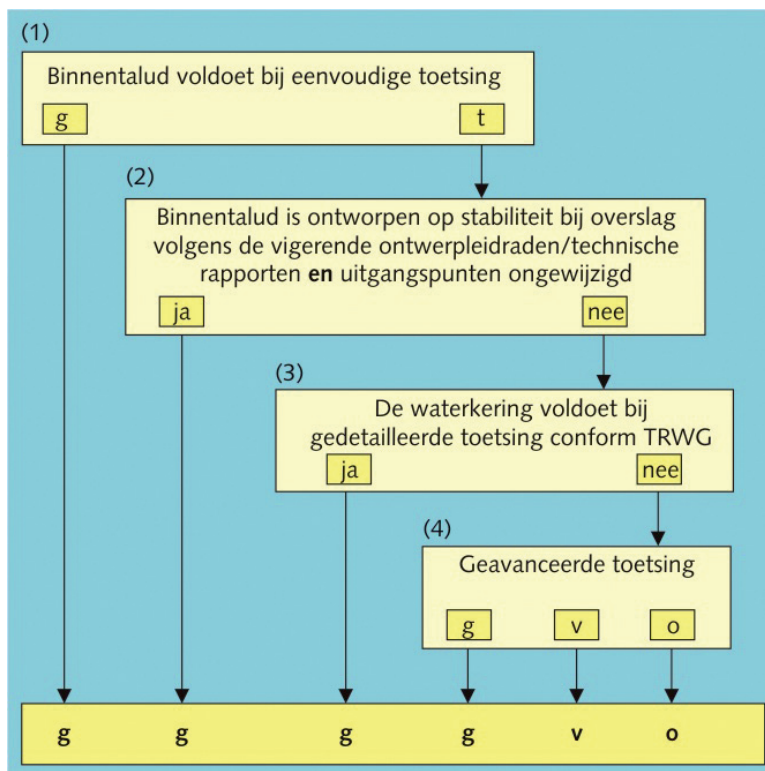 (1)
Binnentalud voldoet bij eenvoudige toetsing
g t
(2)
Binnentalud is ontworpen op stabiliteit bij overslag
volgens de vigerende ontwerpleidraden/technische
rapporten en uitgangspunten ongewijzigd
ja nee
(3)
De waterkering voldoet bij
gedetailleerde toetsing conform TRWG
ja nee
(4)
Geavanceerde toetsing
g v o
g g g g v o